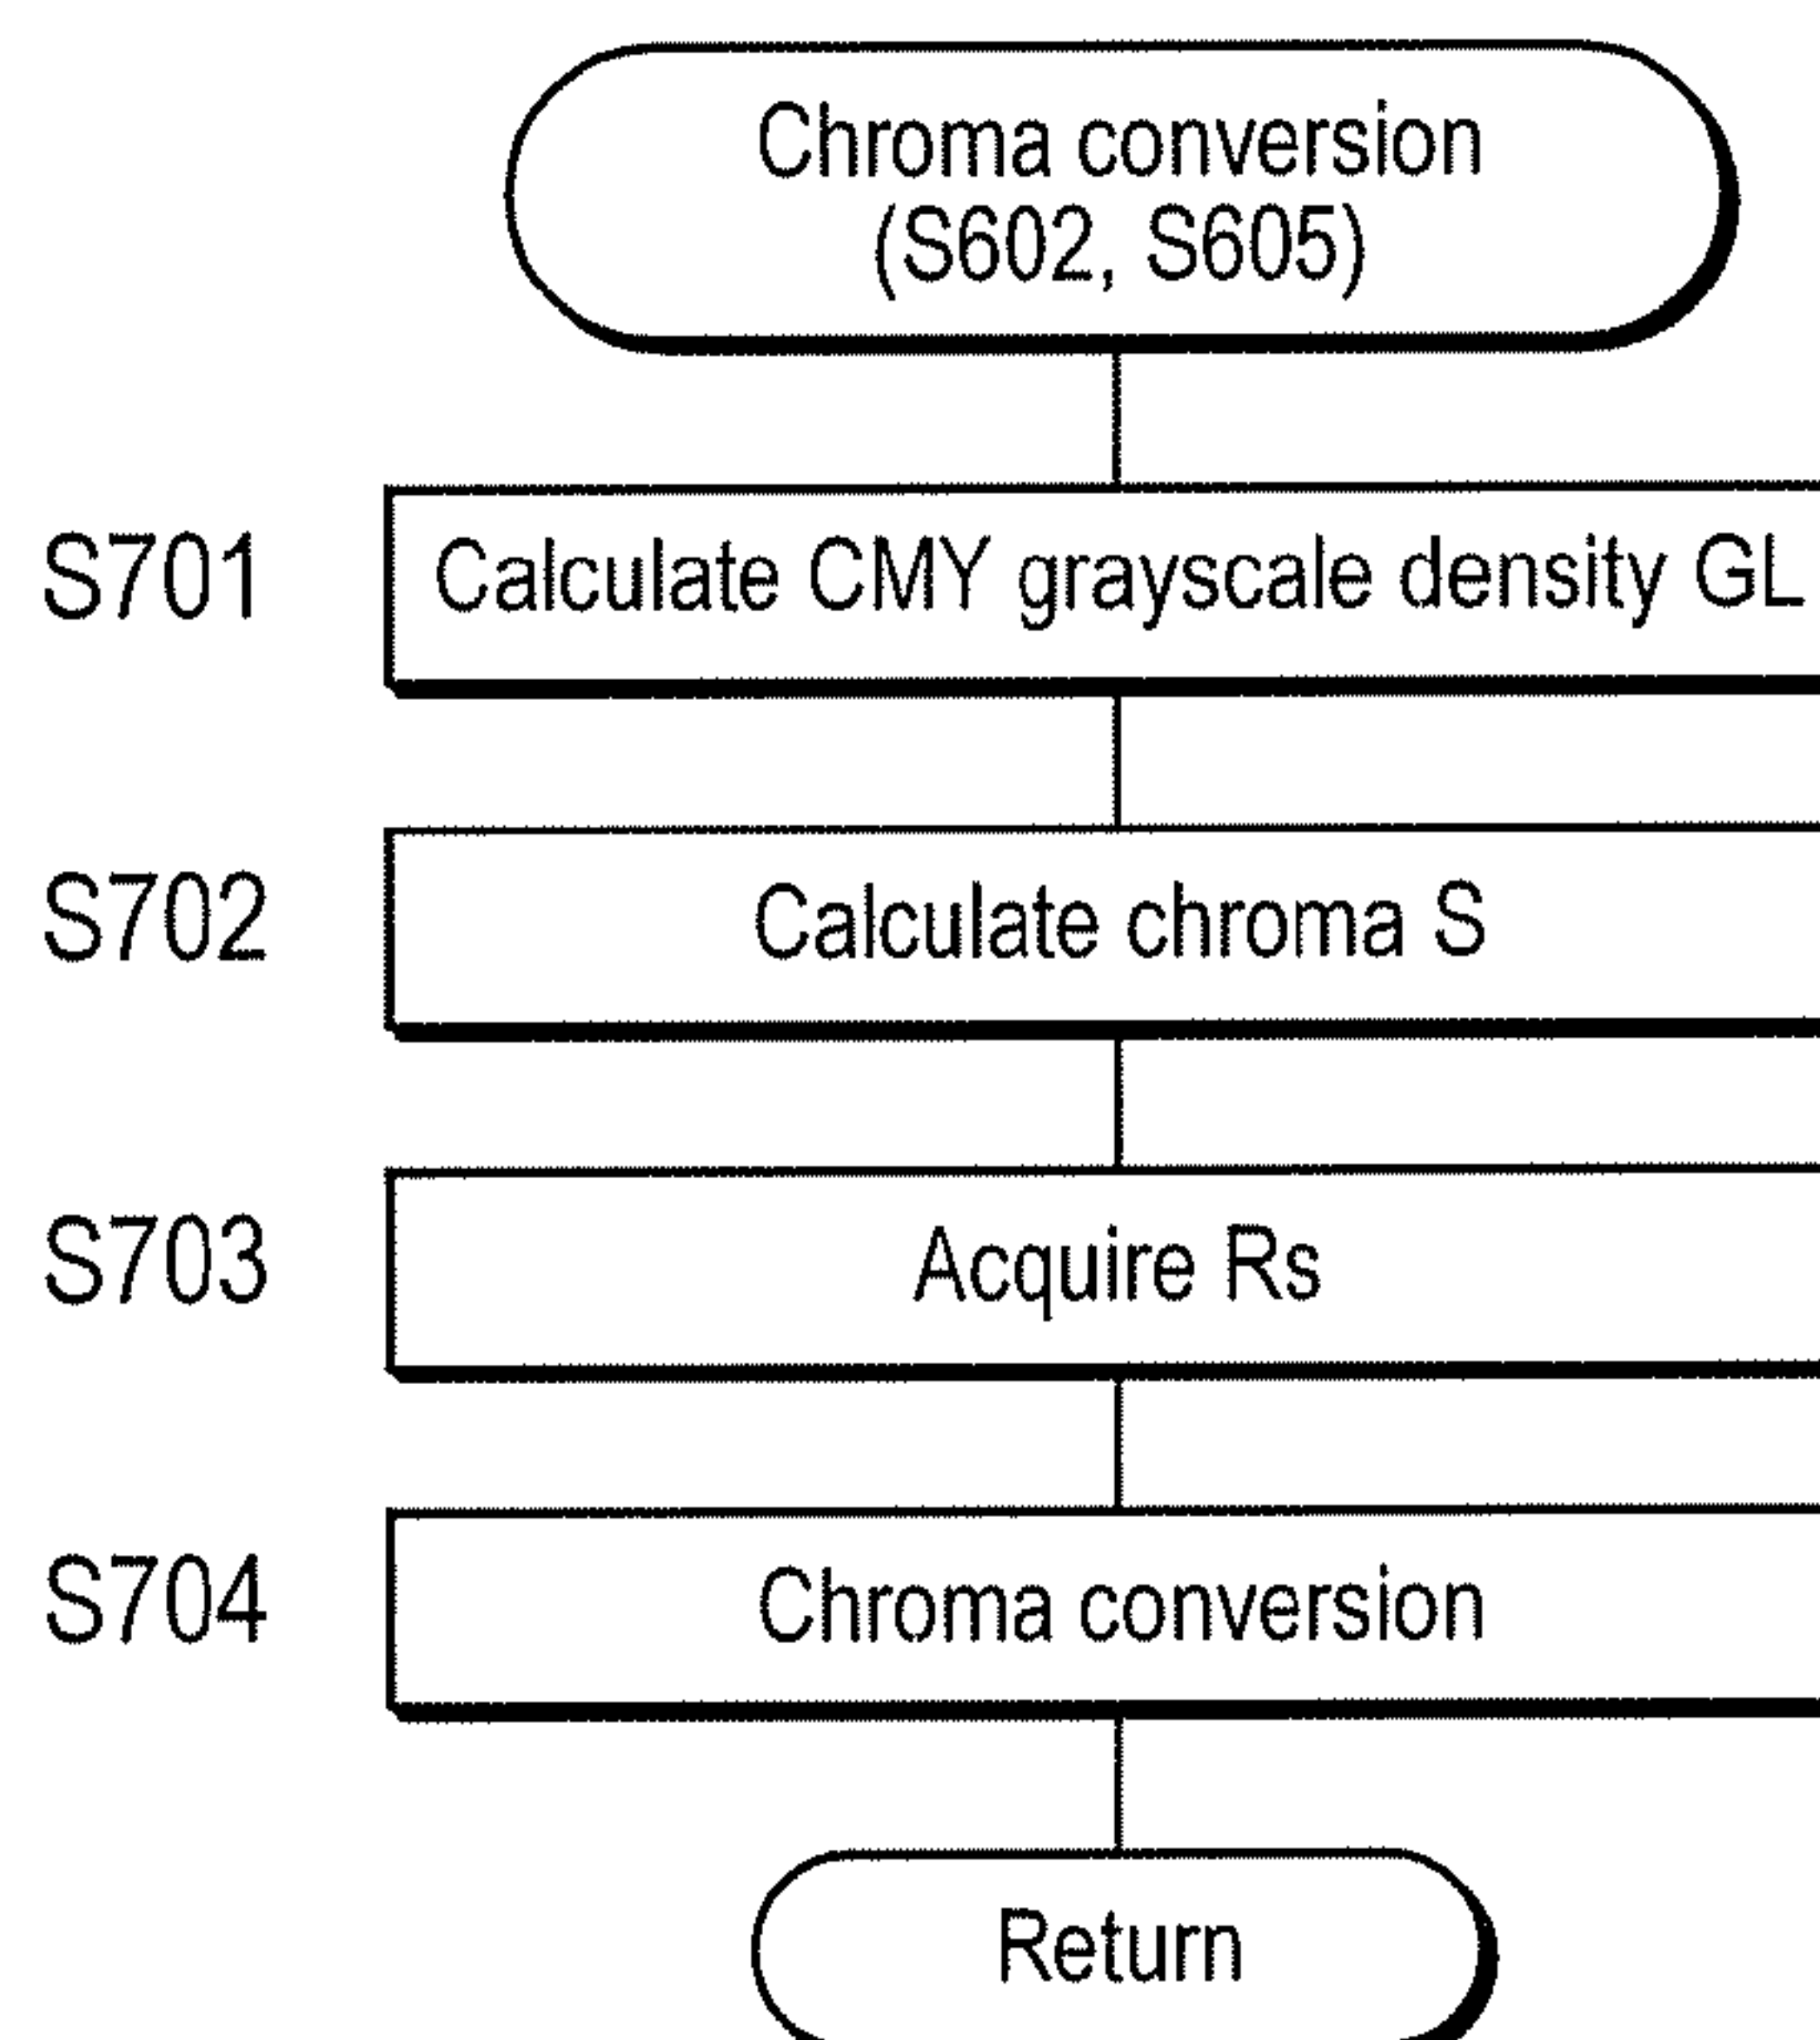 Chroma conversion
(S602, S605)
S701 Calculate CMY grayscale density GL
S702 Calculate chroma S
S703 Acquire Rs
S704 Chroma conversion
Return